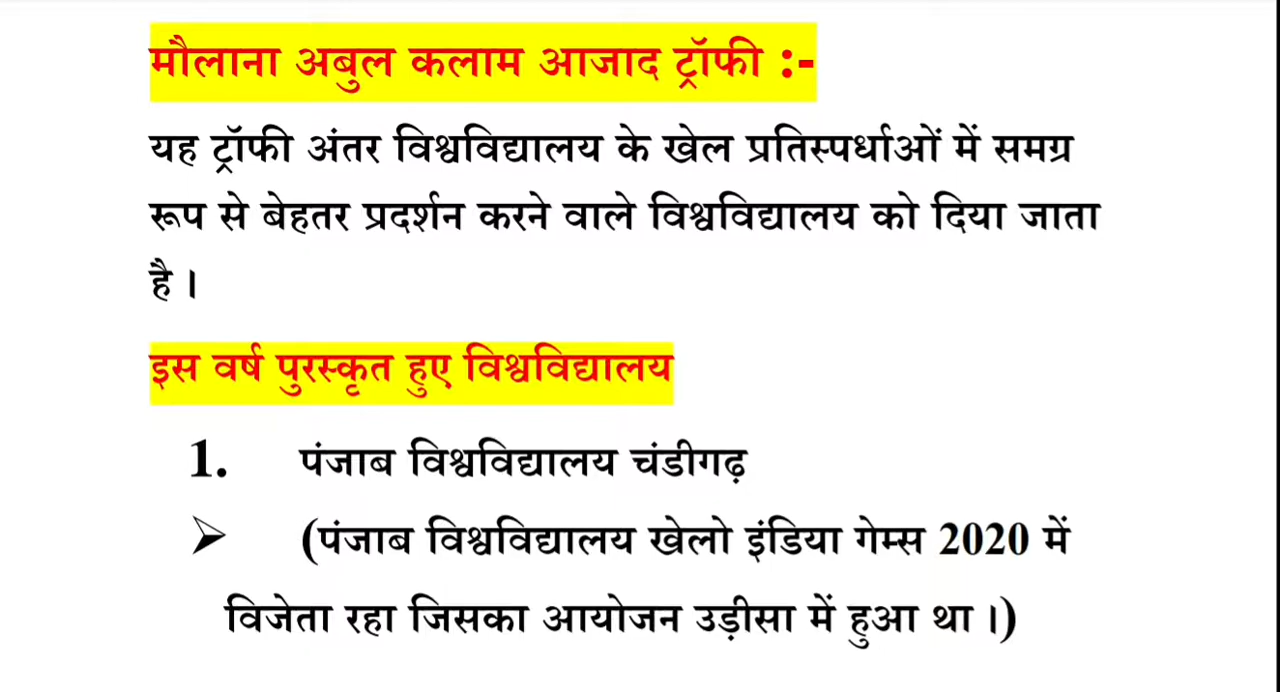 मौलाना अबुल कलाम आजाद ट्रॉफी :-
यह ट्रॉफी अंतर विश्वविद्यालय के खेल प्रतिस्पर्धाओं में समग्र
रूप से बेहतर प्रदर्शन करने वाले विश्वविद्यालय को दिया जाता
है ।
इस वर्ष पुरस्कृत हुए विश्वविद्यालय
1. पंजाब विश्वविद्यालय चंडीगढ़
➢ (पंजाब विश्वविद्यालय खेलो इंडिया गेम्स 2020 में
विजेता रहा जिसका आयोजन उड़ीसा में हुआ था ।)